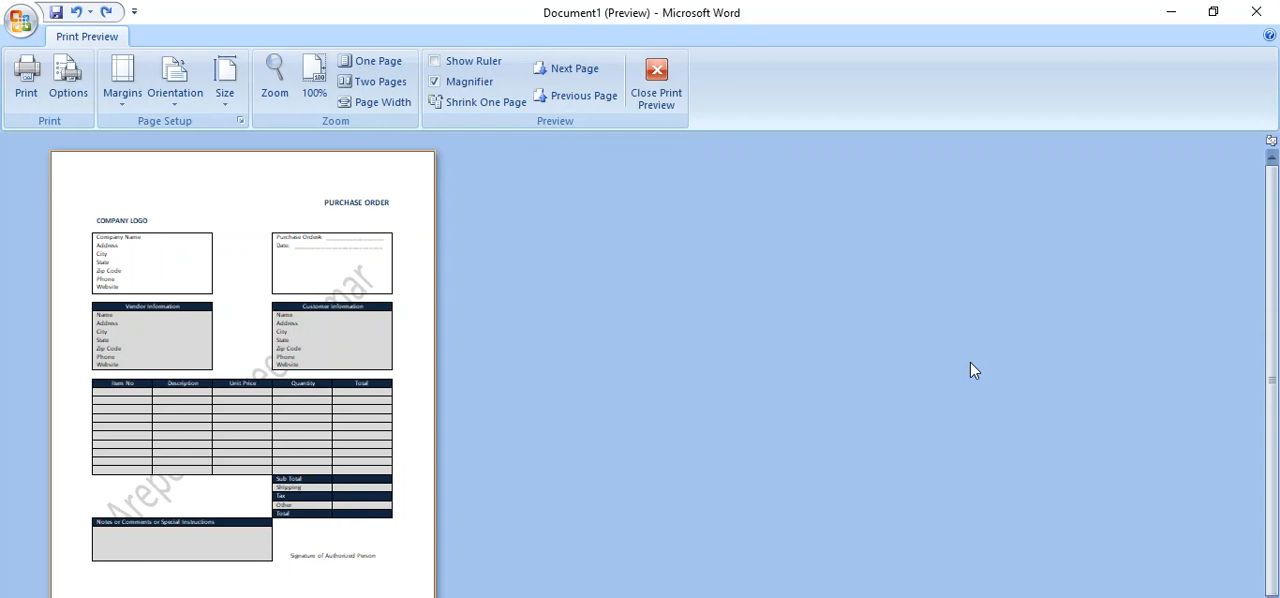 Document1 (Preview) - Microsoft Word
Print Preview
Print
Options
Margins
Orientation
Size
Zoom
100%
One Page
Two Pages
Page Width
Show Ruler
Magnifier
Shrink One Page
Next Page
Previous Page
Close Print
Preview
Print
Page Setup
Zoom
Preview
PURCHASE ORDER
COMPANY LOGO
Company Name
Address
City
State
Zip Code
Phone
Website
Purchase Order#:
Date:
Vendor Information
Name
Address
City
State
Zip Code
Phone
Website
Customer Information
Name
Address
City
State
Zip Code
Phone
Website
Item No Description Unit Price Quantity Total
Sub Total
Shipping
Tax
Other
Total
Notes or Comments or Special Instructions
Signature of Authorized Person